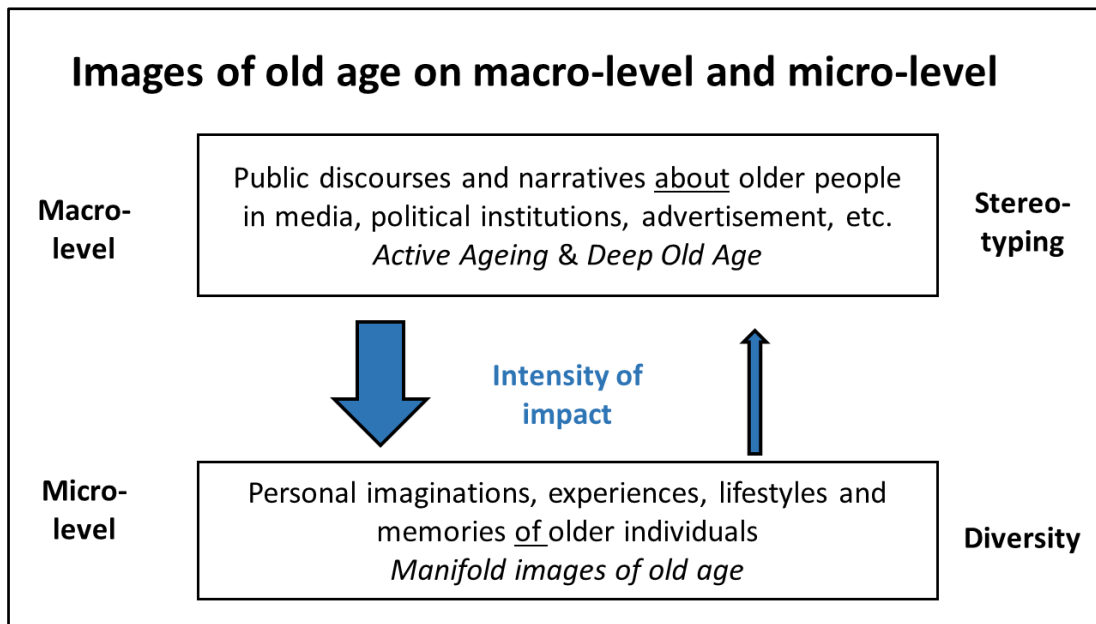 Images of old age on macro-level and micro-level
Macro-
level
Public discourses and narratives about older people
in media, political institutions, advertisement, etc.
Active Ageing & Deep Old Age
Stereo-
typing
Intensity of
impact
Micro-
level
Personal imaginations, experiences, lifestyles and
memories of older individuals
Manifold images of old age
Diversity